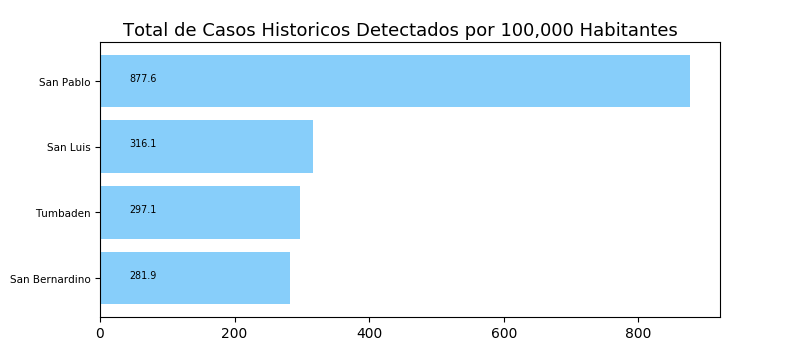 Total de Casos Historicos Detectados por 100,000 Habitantes
San Pablo
877.6
San Luis
316.1
Tumbaden
297.1
San Bernardino
281.9
0 200 400 600 800